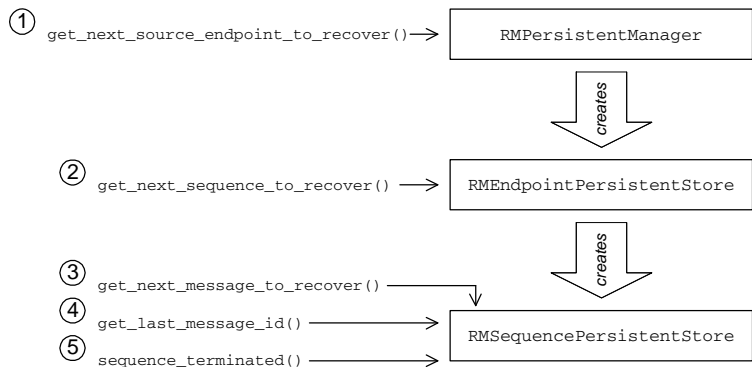 1 get_next_source_endpoint_to_recover() RMPersistentManager
creates
2 get_next_sequence_to_recover() RMEndpointPersistentStore
creates
3 get_next_message_to_recover()
4 get_last_message_id() RMSequencePersistentStore
5 sequence_terminated()